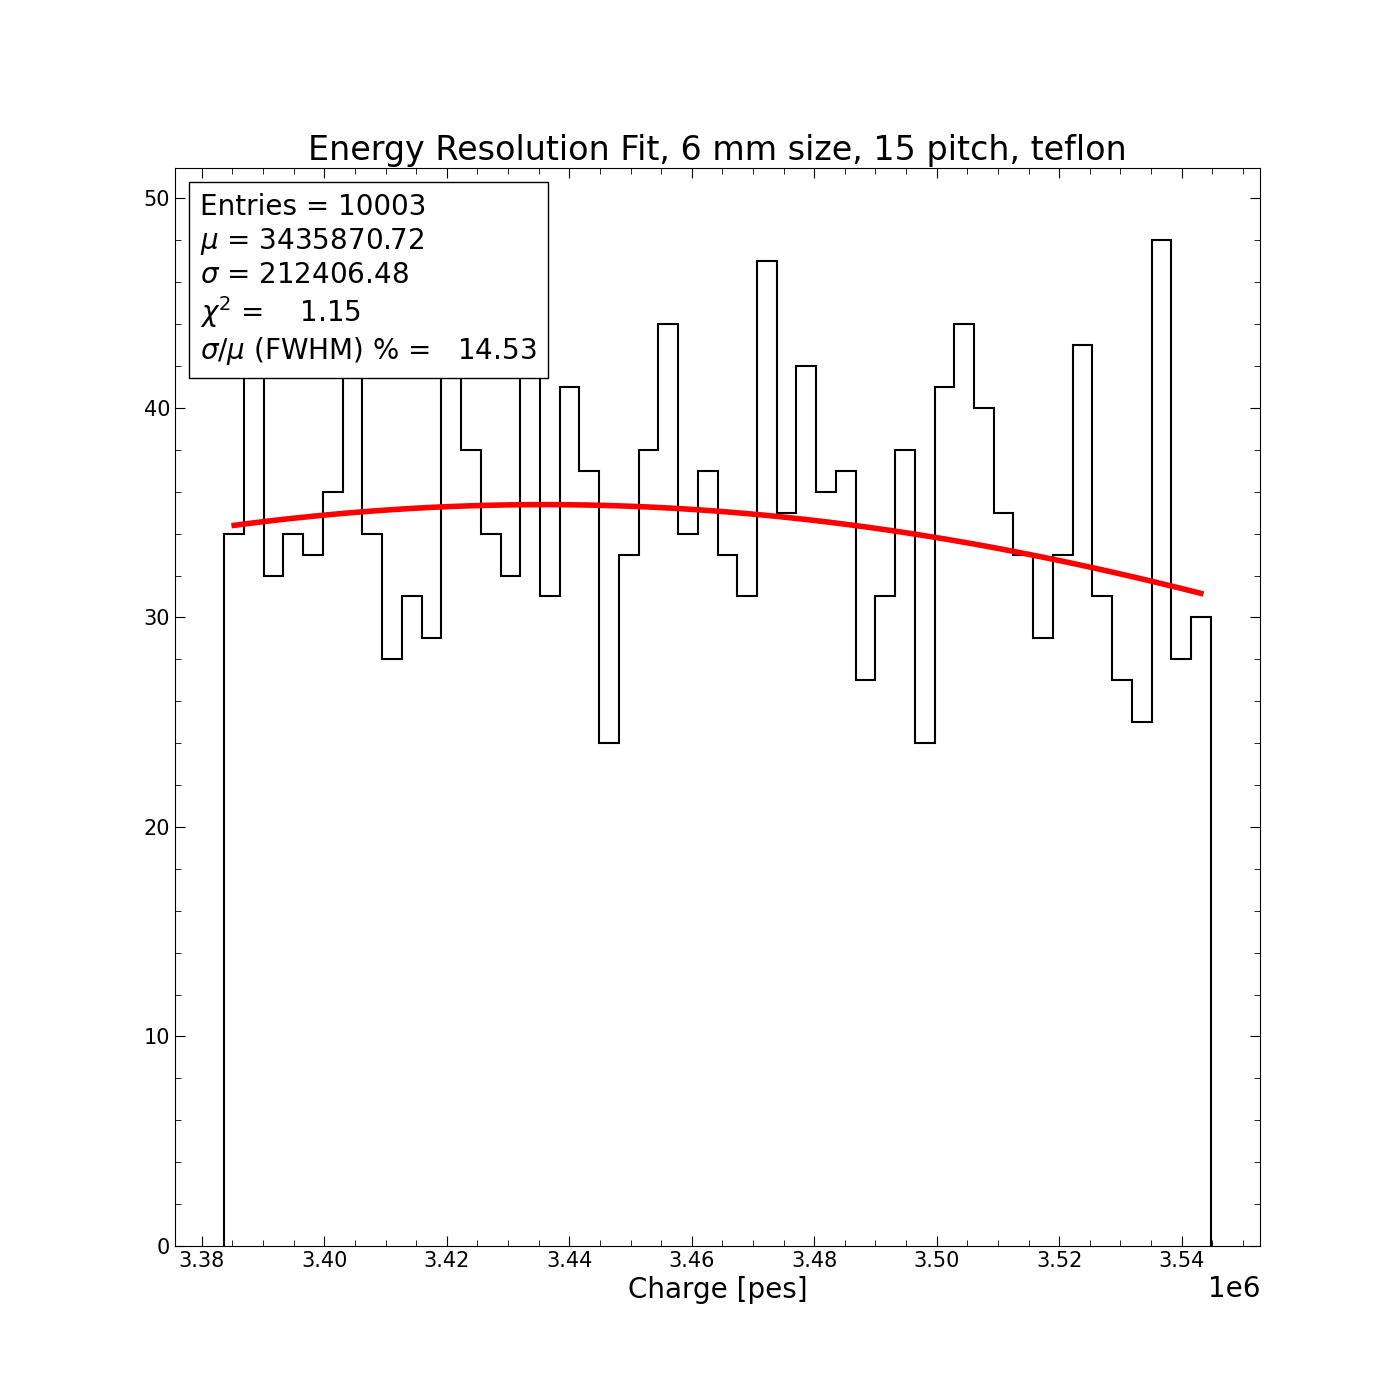 Energy Resolution Fit, 6 mm size, 15 pitch, teflon
Entries = 10003
μ = 3435870.72
σ = 212406.48
χ² = 1.15
σ/μ (FWHM) % = 14.53
50
40
30
20
10
0
3.38 3.40 3.42 3.44 3.46 3.48 3.50 3.52 3.54
Charge [pes]
1e6